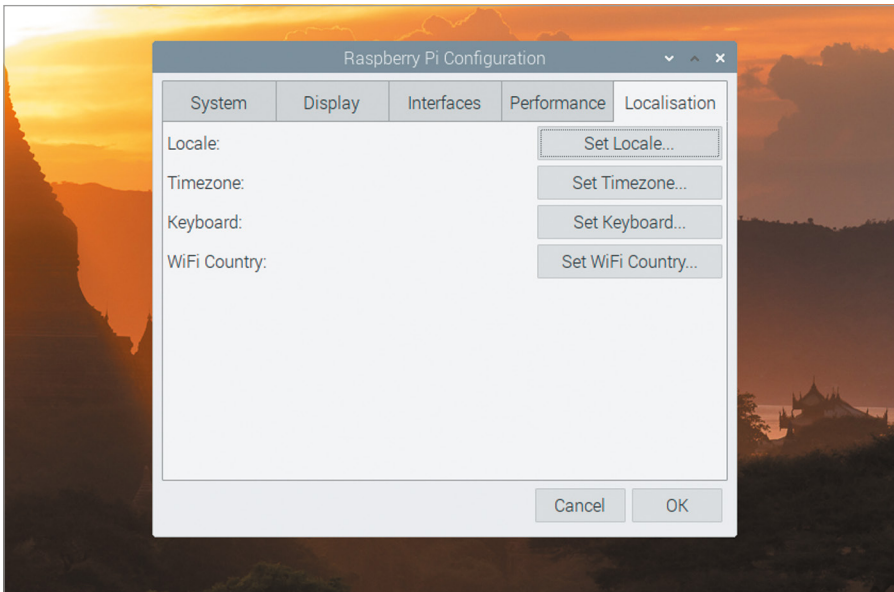 Raspberry Pi Configuration
System Display Interfaces Performance Localisation
Locale: Set Locale...
Timezone: Set Timezone...
Keyboard: Set Keyboard...
WiFi Country: Set WiFi Country...
Cancel OK